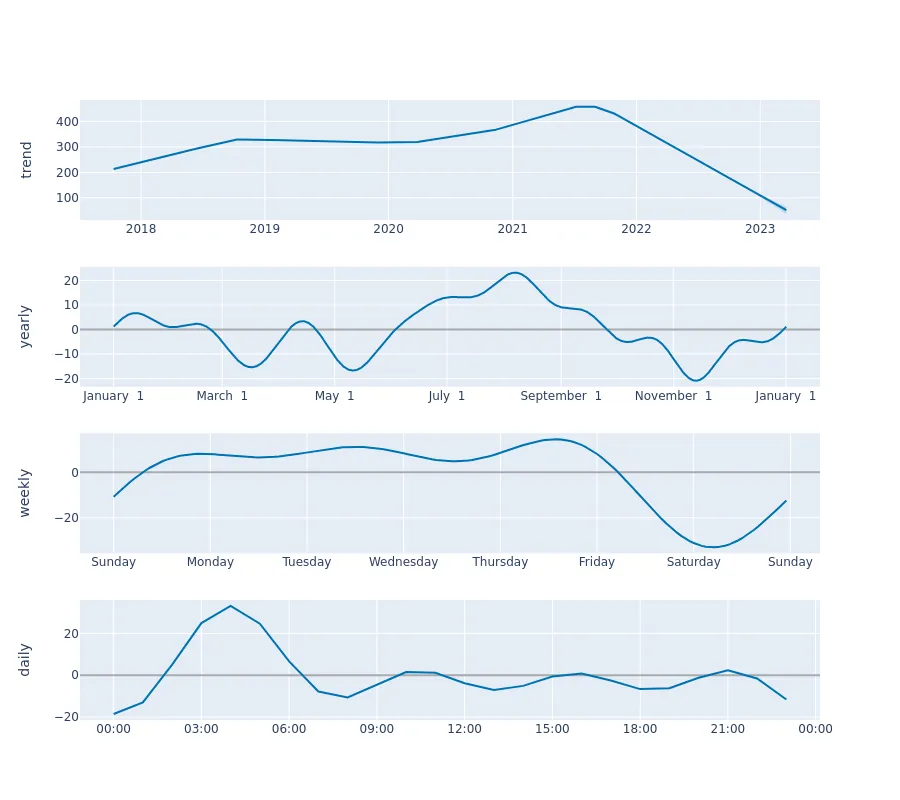 trend
400
300
200
100
2018 2019 2020 2021 2022 2023
yearly
20
10
0
−10
−20
January 1 March 1 May 1 July 1 September 1 November 1 January 1
weekly
0
−20
Sunday Monday Tuesday Wednesday Thursday Friday Saturday Sunday
daily
20
0
−20
00:00 03:00 06:00 09:00 12:00 15:00 18:00 21:00 00:00